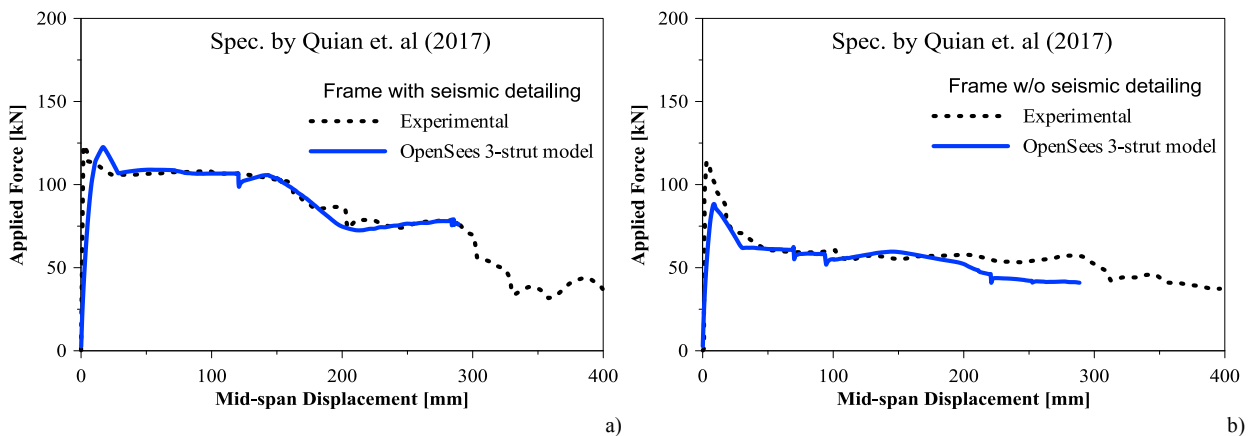 Spec. by Quian et. al (2017)
Frame with seismic detailing
Experimental
OpenSees 3-strut model
Applied Force [kN]
200
150
100
50
0
0 100 200 300 400
Mid-span Displacement [mm]
a)
Spec. by Quian et. al (2017)
Frame w/o seismic detailing
Experimental
OpenSees 3-strut model
Applied Force [kN]
200
150
100
50
0
0 100 200 300 400
Mid-span Displacement [mm]
b)